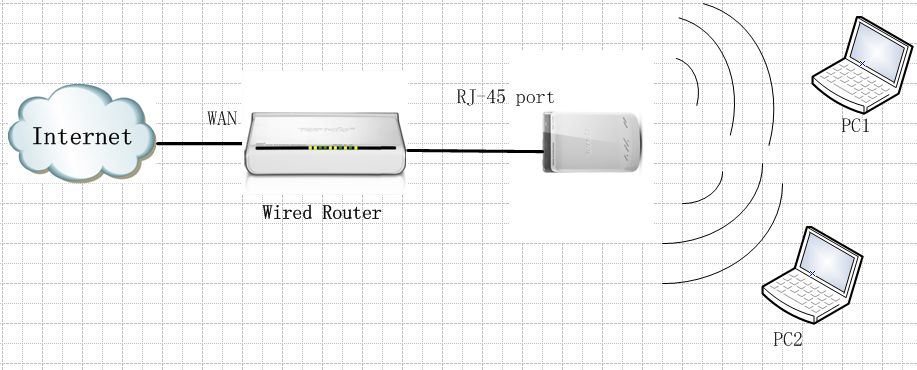 Internet
WAN
RJ-45 port
Wired Router
PC1
PC2